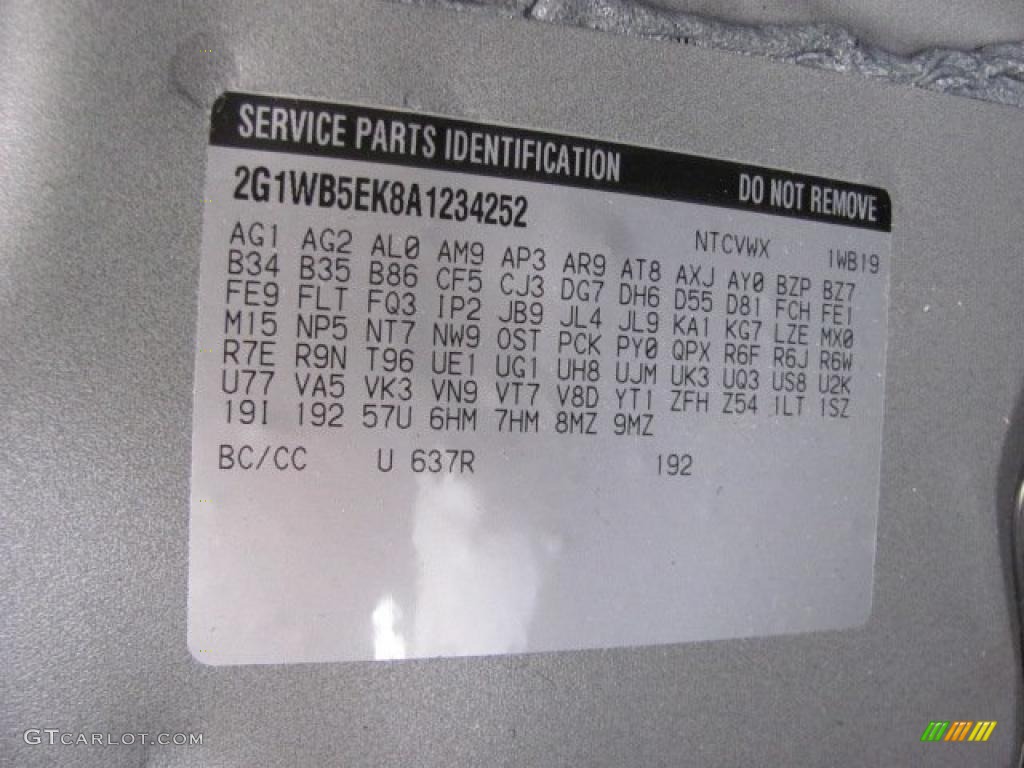 SERVICE PARTS IDENTIFICATION DO NOT REMOVE
2G1WB5EK8A1234252
NTCVWX 1WB19
AG1 AG2 AL0 AM9 AP3 AR9 AT8 AXJ AY0 BZP BZ7
B34 B35 B86 CF5 CJ3 DG7 DH6 D55 D81 FCH FE1
FE9 FLT FQ3 IP2 JB9 JL4 JL9 KA1 KG7 LZE MX0
M15 NP5 NT7 NW9 OST PCK PY0 QPX R6F R6J R6W
R7E R9N T96 UE1 UG1 UH8 UJM UK3 UQ3 US8 U2K
U77 VA5 VK3 VN9 VT7 V8D YT1 ZFH Z54 1LT 1SZ
19I 192 57U 6HM 7HM 8MZ 9MZ
BC/CC U 637R 192
GTCARLOT.COM